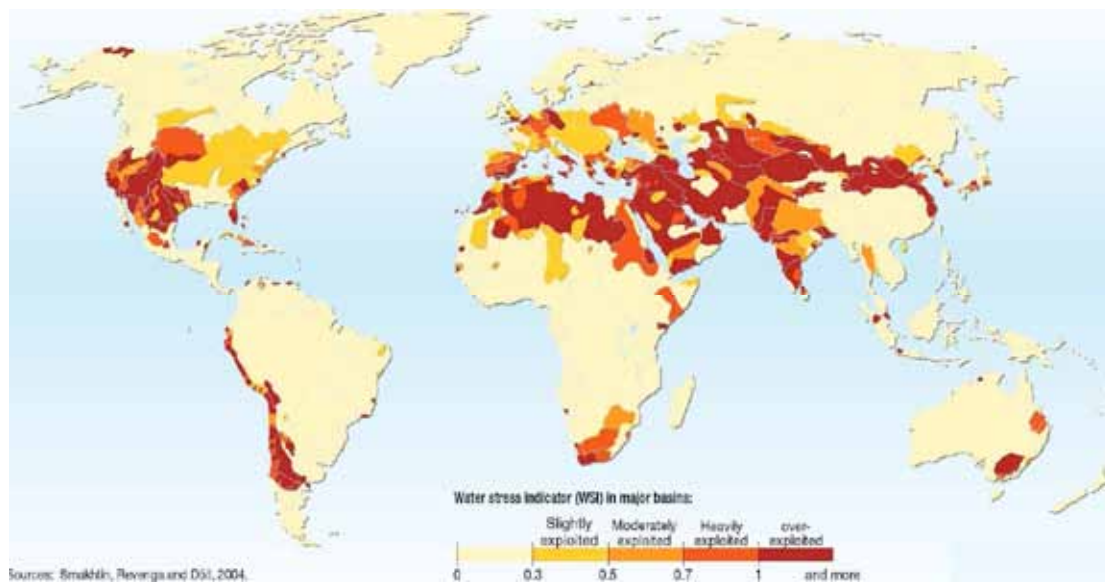 Water stress indicator (WSI) in major basins:
Slightly exploited
Moderately exploited
Heavily exploited
over-exploited
0 0.3 0.5 0.7 1 and more
Sources: Smakhtin, Revenga and Döll, 2004.